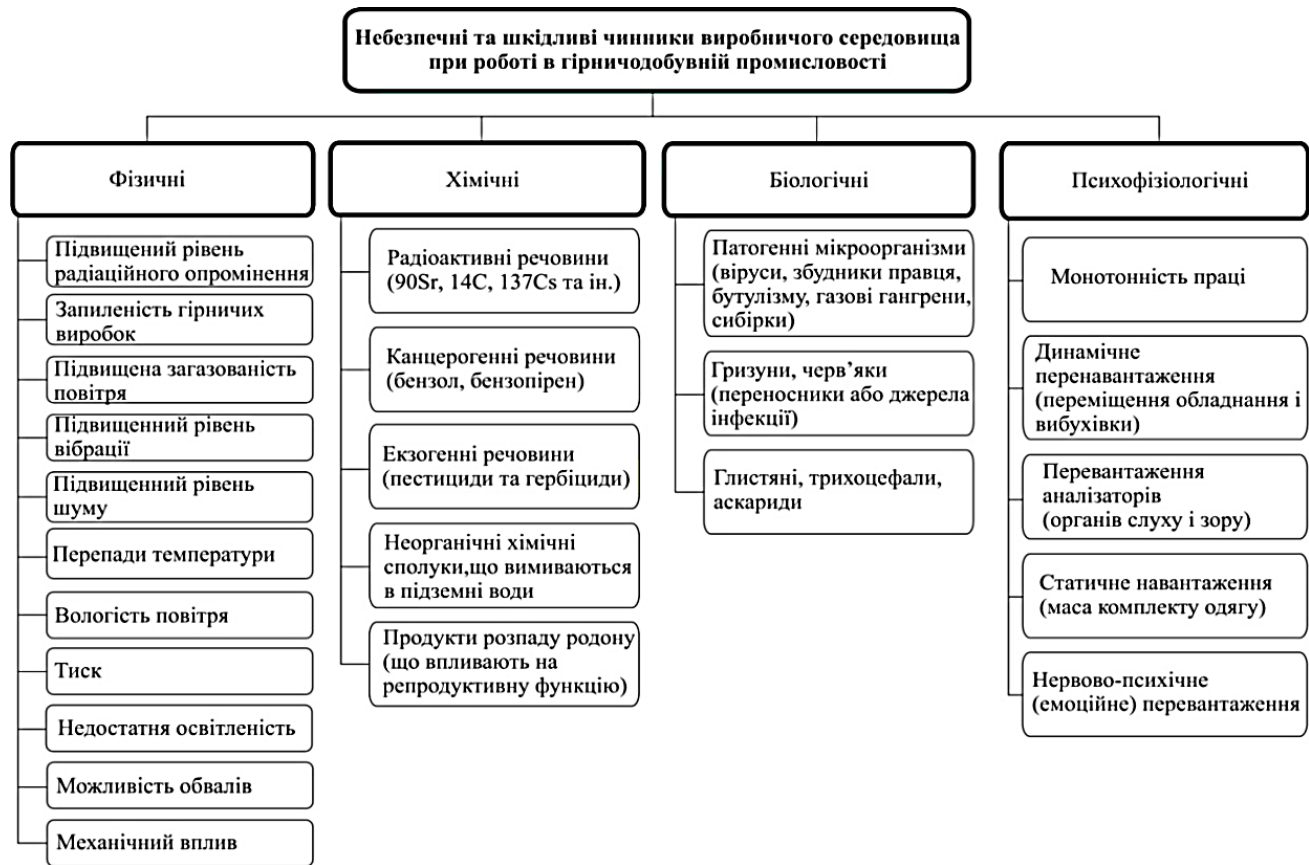 Небезпечні та шкідливі чинники виробничого середовища
при роботі в гірничодобувній промисловості
Фізичні
Підвищений рівень
радіаційного опромінення
Запиленість гірничих
виробок
Підвищена загазованість
повітря
Підвищенний рівень
вібрації
Підвищенний рівень
шуму
Перепади температури
Вологість повітря
Тиск
Недостатня освітленість
Можливість обвалів
Механічний вплив
Хімічні
Радіоактивні речовини
(90Sr, 14C, 137Cs та ін.)
Канцерогенні речовини
(бензол, бензопірен)
Екзогенні речовини
(пестициди та гербіциди)
Неорганічні хімічні
сполуки,що вимиваються
в підземні води
Продукти розпаду родону
(що впливають на
репродуктивну функцію)
Біологічні
Патогенні мікроорганізми
(віруси, збудники правця,
бутулізму, газові гангрени,
сибірки)
Гризуни, черв’яки
(переносники або джерела
інфекції)
Глистяні, трихоцефали,
аскариди
Психофізіологічні
Монотонність праці
Динамічне
перенавантаження
(переміщення обладнання і
вибухівки)
Перевантаження
аналізаторів
(органів слуху і зору)
Статичне навантаження
(маса комплекту одягу)
Нервово-психічне
(емоційне) перевантаження